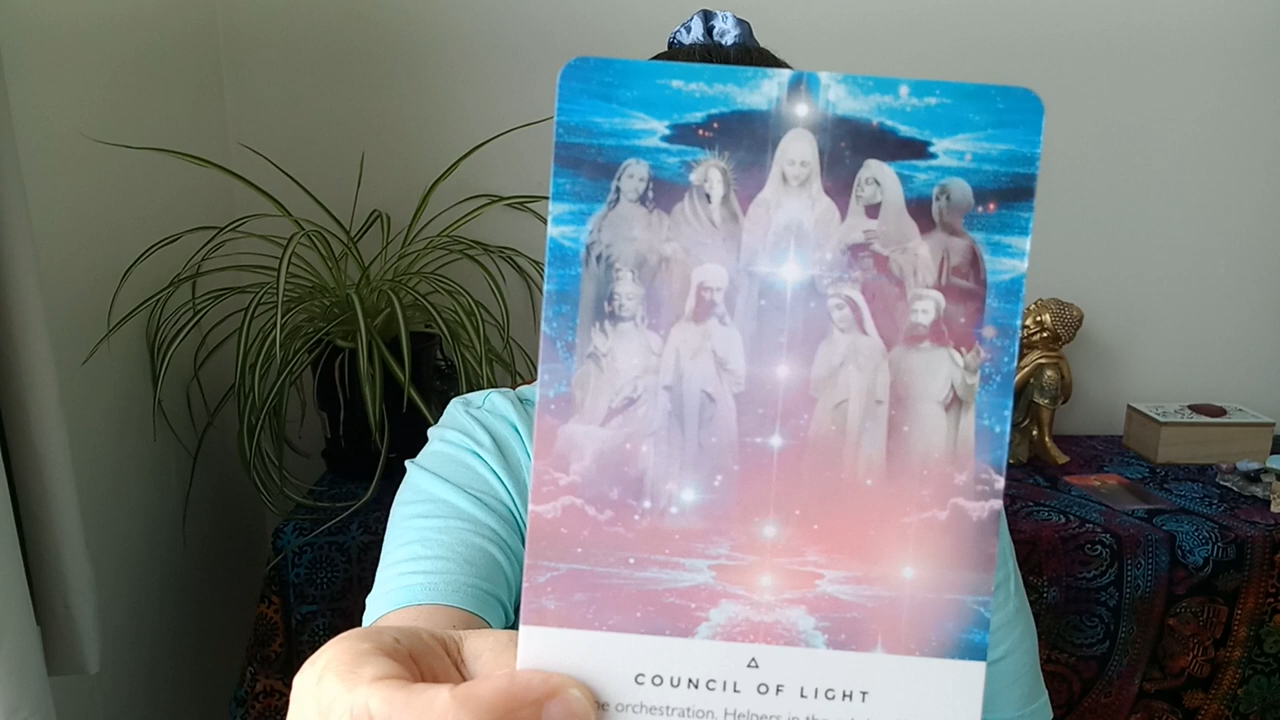 COUNCIL OF LIGHT
orchestration. Helpers in the